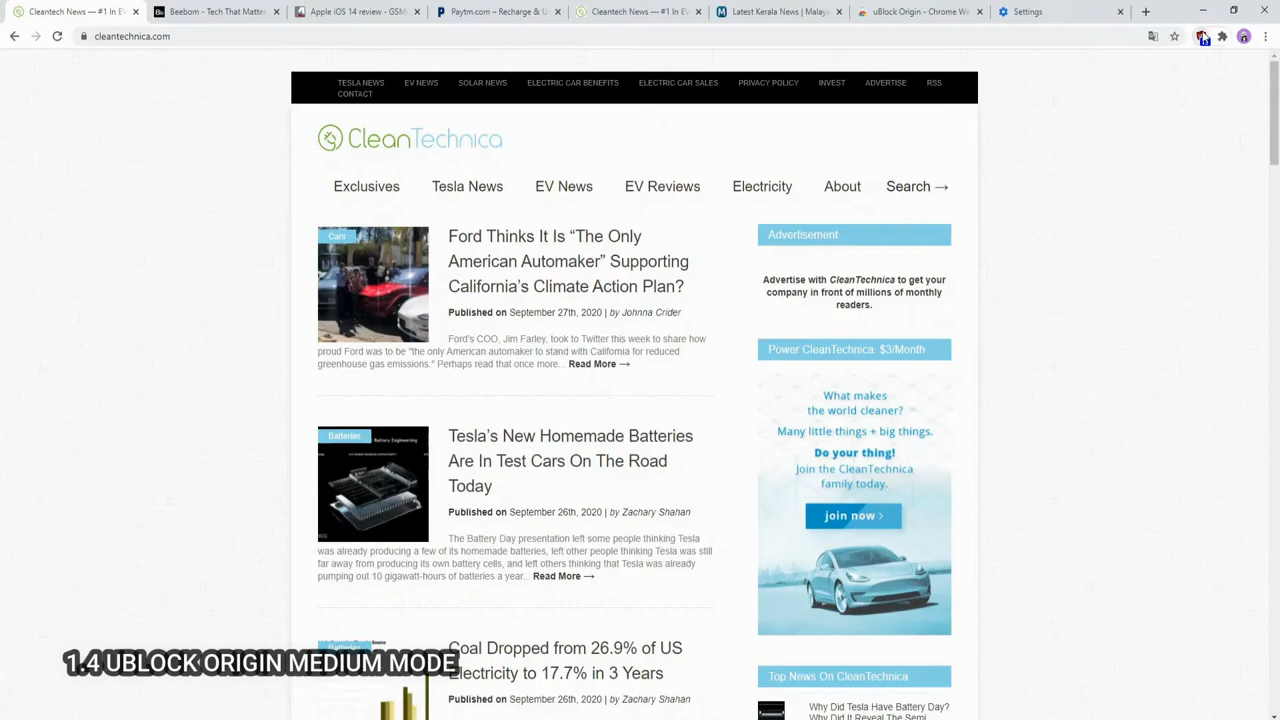 Cleantech News — #1 In EV
Beebom - Tech That Matter
Apple iOS 14 review - GSM
Paytm.com – Recharge & U
Cleantech News — #1 In EV
Latest Kerala News | Malay
uBlock Origin - Chrome We
Settings
cleantechnica.com
TESLA NEWS EV NEWS SOLAR NEWS ELECTRIC CAR BENEFITS ELECTRIC CAR SALES PRIVACY POLICY INVEST ADVERTISE RSS
CONTACT
CleanTechnica
Exclusives Tesla News EV News EV Reviews Electricity About Search →
Cars
Ford Thinks It Is “The Only
American Automaker” Supporting
California’s Climate Action Plan?
Published on September 27th, 2020 | by Johnna Crider
Ford's COO, Jim Farley, took to Twitter this week to share how
proud Ford was to be "the only American automaker to stand with California for reduced
greenhouse gas emissions." Perhaps read that once more... Read More →
Batteries
Battery Engineering
Tesla’s New Homemade Batteries
Are In Test Cars On The Road
Today
Published on September 26th, 2020 | by Zachary Shahan
The Battery Day presentation left some people thinking Tesla
was already producing a few of its homemade batteries, left other people thinking Tesla was still
far away from producing its own battery cells, and left others thinking that Tesla was already
pumping out 10 gigawatt-hours of batteries a year... Read More →
Coal Dropped from 26.9% of US
Electricity to 17.7% in 3 Years
Published on September 26th, 2020 | by Zachary Shahan
Advertisement
Advertise with CleanTechnica to get your
company in front of millions of monthly
readers.
Power CleanTechnica: $3/Month
What makes
the world cleaner?
Many little things + big things.
Do your thing!
Join the CleanTechnica
family today.
join now >
Top News On CleanTechnica
Why Did Tesla Have Battery Day?
Why Did It Reveal The Semi
1.4 UBLOCK ORIGIN MEDIUM MODE